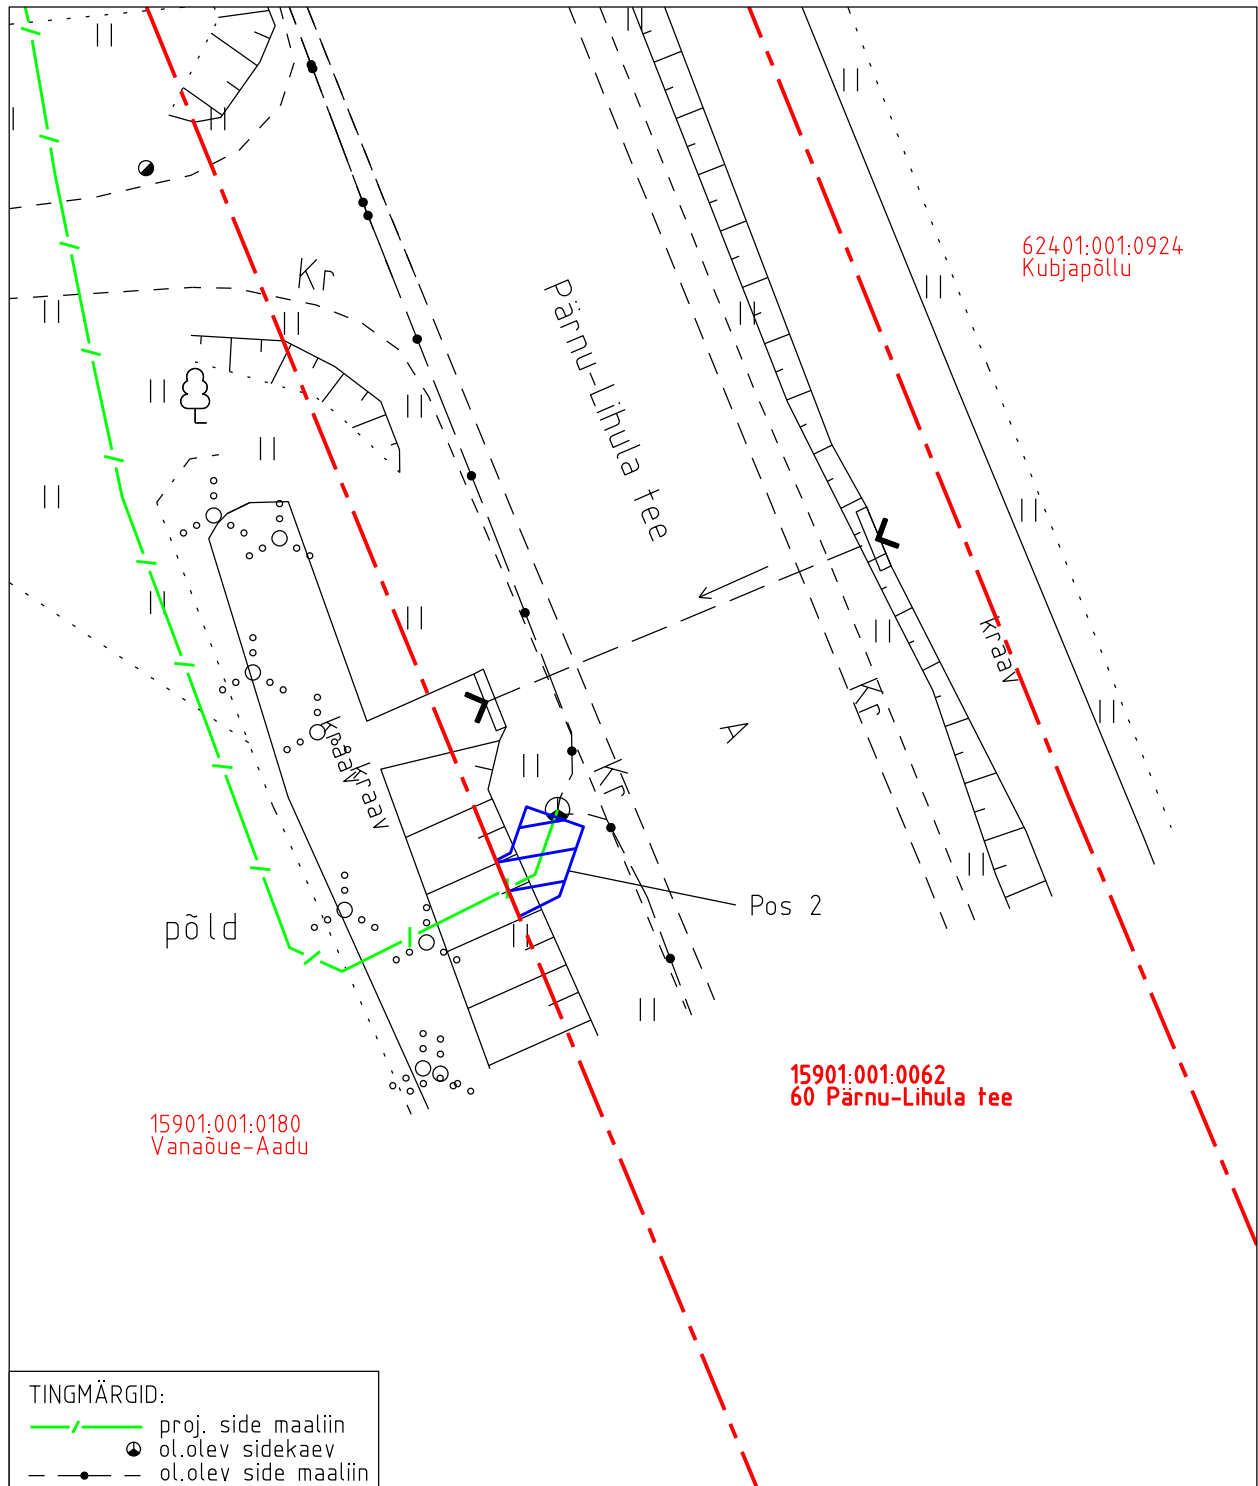 62401:001:0924
Kubjapõllu
Kr
Pärnu-Lihula tee
kraav
Kr
A
kraav
kraav
Kr
Pos 2
põld
15901:001:0062
60 Pärnu-Lihula tee
15901:001:0180
Vanaõue-Aadu
TINGMÄRGID:
proj. side maaliin
ol.olev sidekaev
ol.olev side maaliin